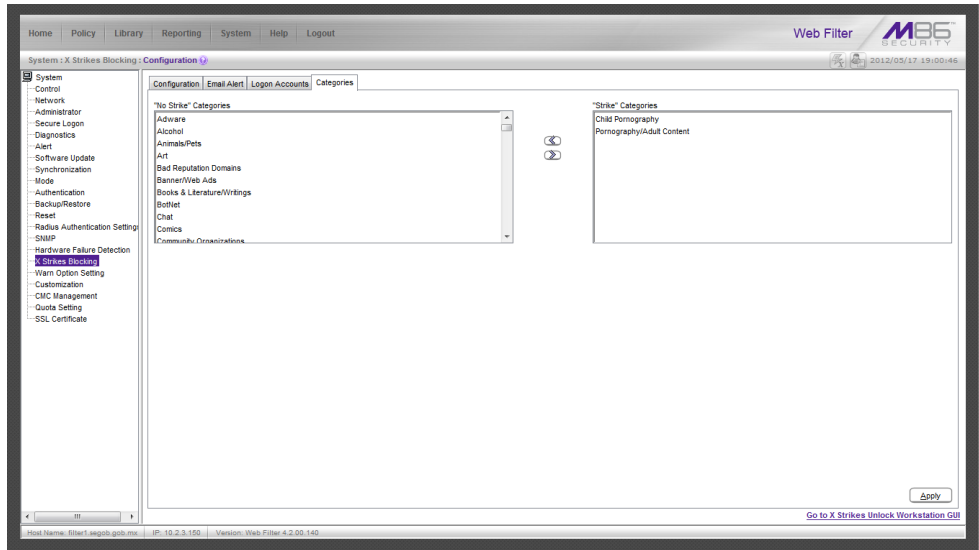 Home Policy Library Reporting System Help Logout
Web Filter
M86
SECURITY
System : X Strikes Blocking : Configuration
2012/05/17 19:00:46
System
Control
Network
Administrator
Secure Logon
Diagnostics
Alert
Software Update
Synchronization
Mode
Authentication
Backup/Restore
Reset
Radius Authentication Setting
SNMP
Hardware Failure Detection
X Strikes Blocking
Warn Option Setting
Customization
CMC Management
Quota Setting
SSL Certificate
Configuration Email Alert Logon Accounts Categories
"No Strike" Categories
Adware
Alcohol
Animals/Pets
Art
Bad Reputation Domains
Banner/Web Ads
Books & Literature/Writings
BotNet
Chat
Comics
Community Organizations
"Strike" Categories
Child Pornography
Pornography/Adult Content
Apply
Go to X Strikes Unlock Workstation GUI
Host Name: filter1.segob.gob.mx IP: 10.2.3.150 Version: Web Filter 4.2.00.140